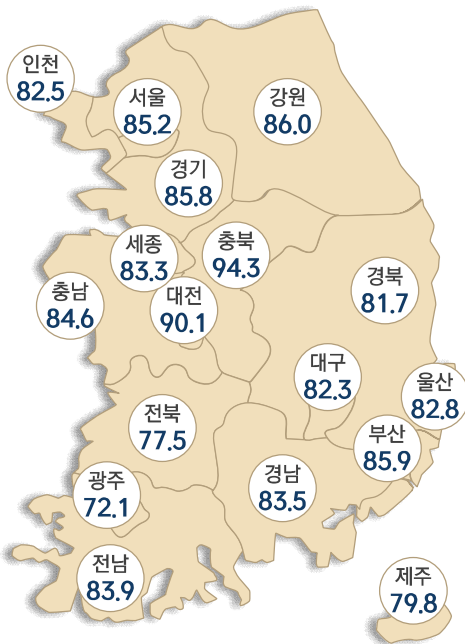 인천
82.5
서울
85.2
강원
86.0
경기
85.8
세종
83.3
충북
94.3
충남
84.6
대전
90.1
경북
81.7
대구
82.3
울산
82.8
전북
77.5
부산
85.9
광주
72.1
경남
83.5
전남
83.9
제주
79.8